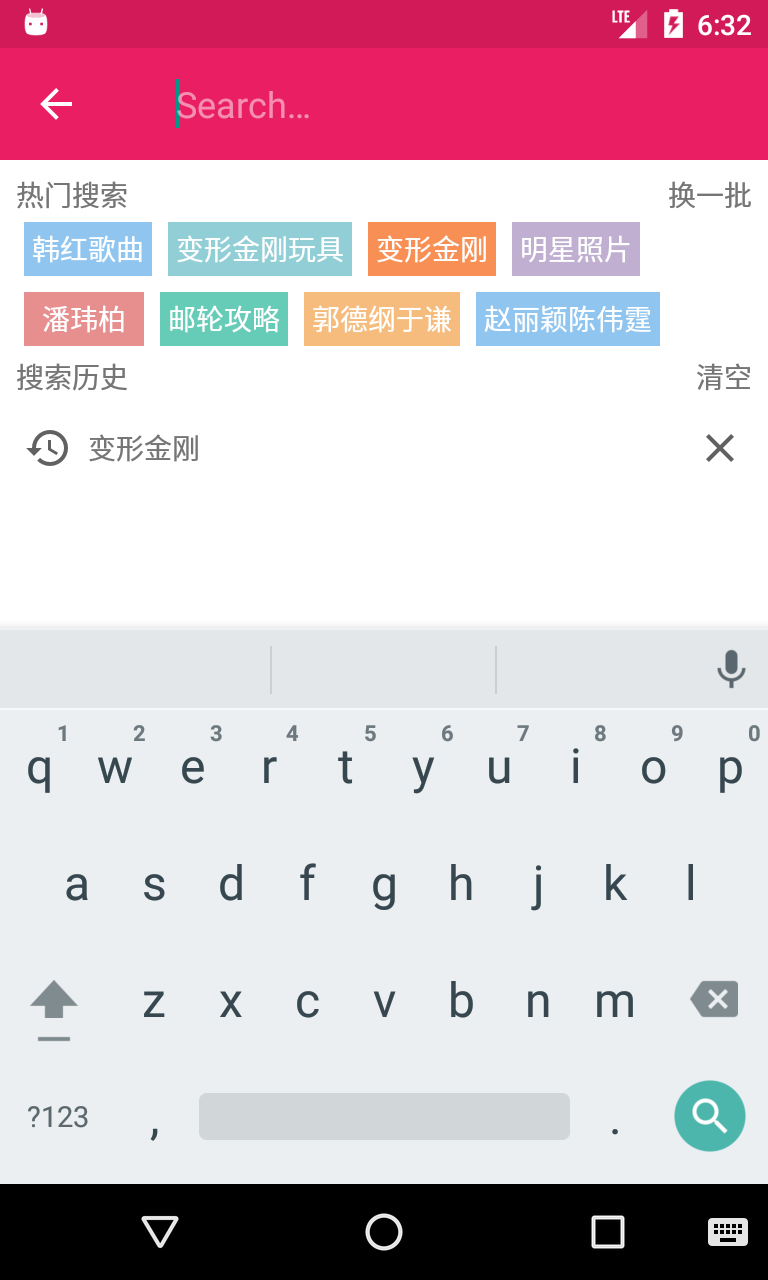 LTE 6:32
Search...
热门搜索 换一批
韩红歌曲 变形金刚玩具 变形金刚 明星照片
潘玮柏 邮轮攻略 郭德纲于谦 赵丽颖陈伟霆
搜索历史 清空
变形金刚
1 2 3 4 5 6 7 8 9 0
q w e r t y u i o p
a s d f g h j k l
z x c v b n m
?123 , .